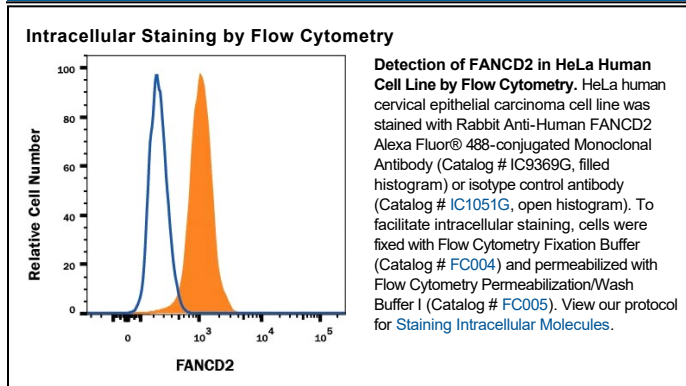 Intracellular Staining by Flow Cytometry
100
80
60
40
20
0
Relative Cell Number
0
10³
10⁴
10⁵
FANCD2
Detection of FANCD2 in HeLa Human
Cell Line by Flow Cytometry. HeLa human
cervical epithelial carcinoma cell line was
stained with Rabbit Anti-Human FANCD2
Alexa Fluor® 488-conjugated Monoclonal
Antibody (Catalog # IC9369G, filled
histogram) or isotype control antibody
(Catalog # IC1051G, open histogram). To
facilitate intracellular staining, cells were
fixed with Flow Cytometry Fixation Buffer
(Catalog # FC004) and permeabilized with
Flow Cytometry Permeabilization/Wash
Buffer I (Catalog # FC005). View our protocol
for Staining Intracellular Molecules.